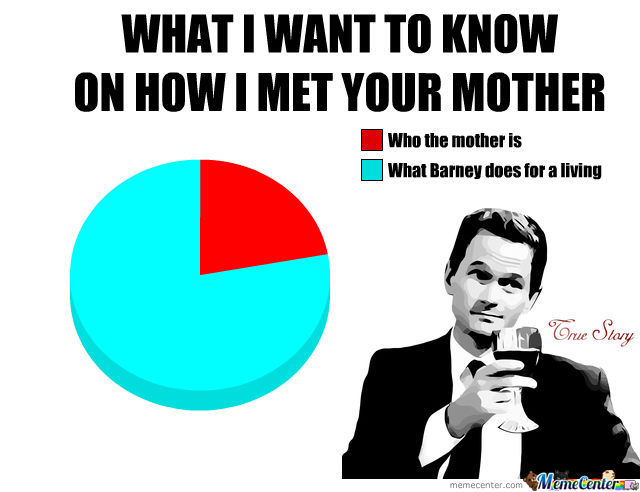 WHAT I WANT TO KNOW
ON HOW I MET YOUR MOTHER
Who the mother is
What Barney does for a living
True Story
memecenter.com MemeCenter